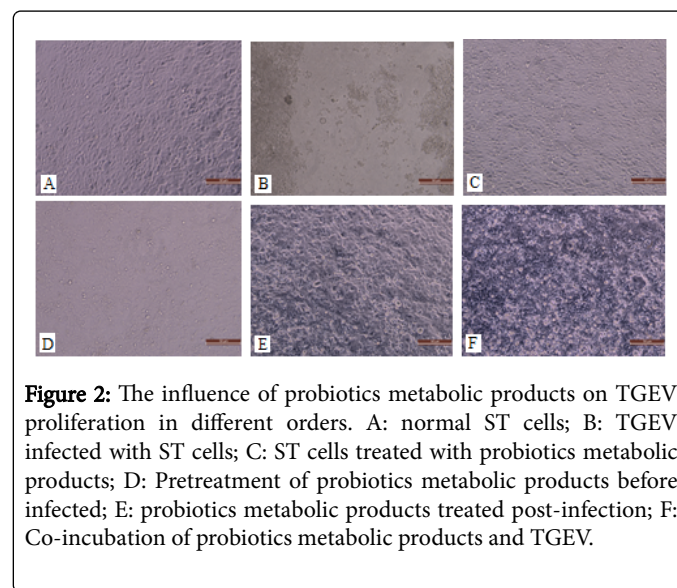 A
B
C
D
E
F
Figure 2: The influence of probiotics metabolic products on TGEV
proliferation in different orders. A: normal ST cells; B: TGEV
infected with ST cells; C: ST cells treated with probiotics metabolic
products; D: Pretreatment of probiotics metabolic products before
infected; E: probiotics metabolic products treated post-infection; F:
Co-incubation of probiotics metabolic products and TGEV.